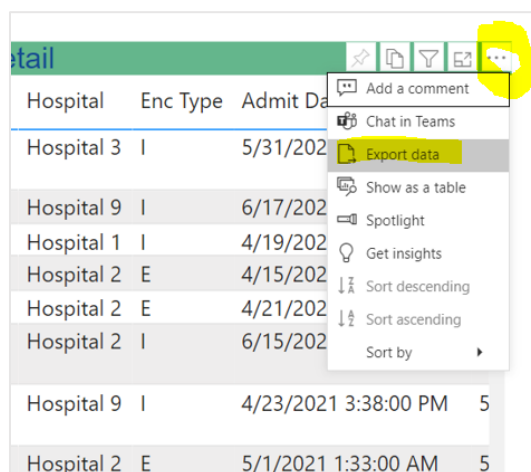 etail
Hospital Enc Type Admit Da
Add a comment
Chat in Teams
Hospital 3 I 5/31/202
Export data
Show as a table
Hospital 9 I 6/17/202
Spotlight
Hospital 1 I 4/19/202
Get insights
Hospital 2 E 4/15/202
Sort descending
Hospital 2 E 4/21/202
Sort ascending
Hospital 2 I 6/15/202
Sort by
Hospital 9 I 4/23/2021 3:38:00 PM 5
Hospital 2 E 5/1/2021 1:33:00 AM 5